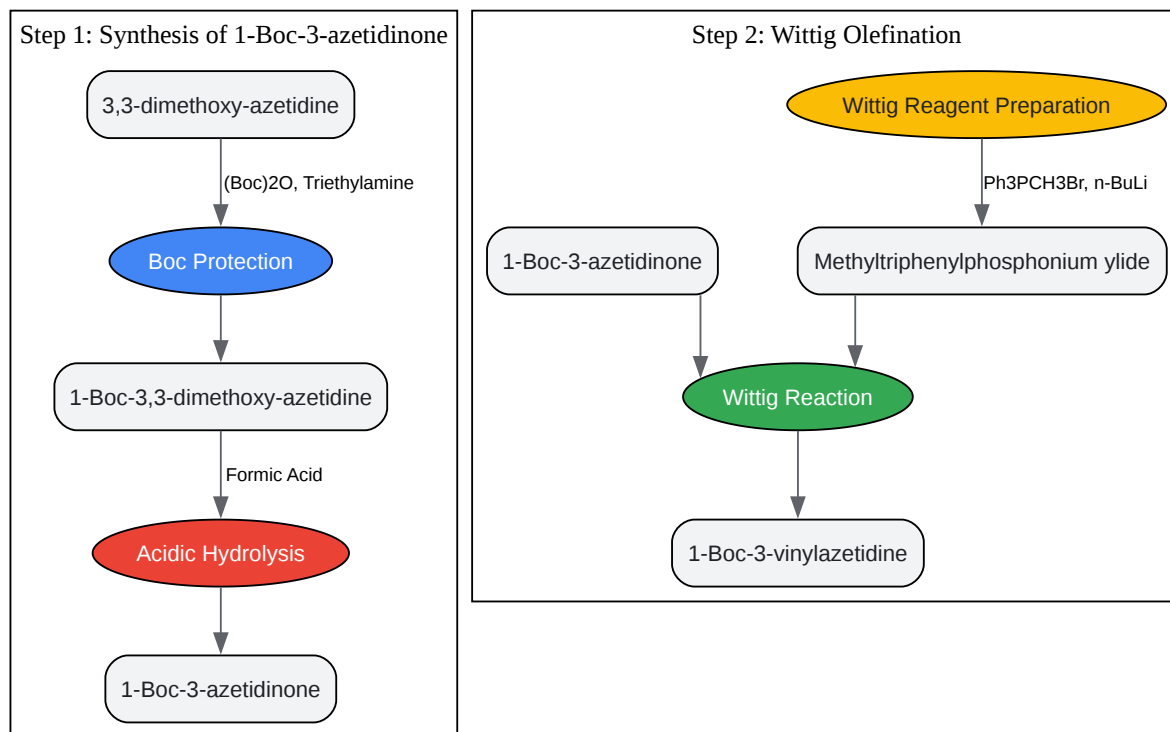 Step 1: Synthesis of 1-Boc-3-azetidinone
3,3-dimethoxy-azetidine
(Boc)2O, Triethylamine
Boc Protection
1-Boc-3,3-dimethoxy-azetidine
Formic Acid
Acidic Hydrolysis
1-Boc-3-azetidinone
Step 2: Wittig Olefination
Wittig Reagent Preparation
Ph3PCH3Br, n-BuLi
1-Boc-3-azetidinone
Methyltriphenylphosphonium ylide
Wittig Reaction
1-Boc-3-vinylazetidine